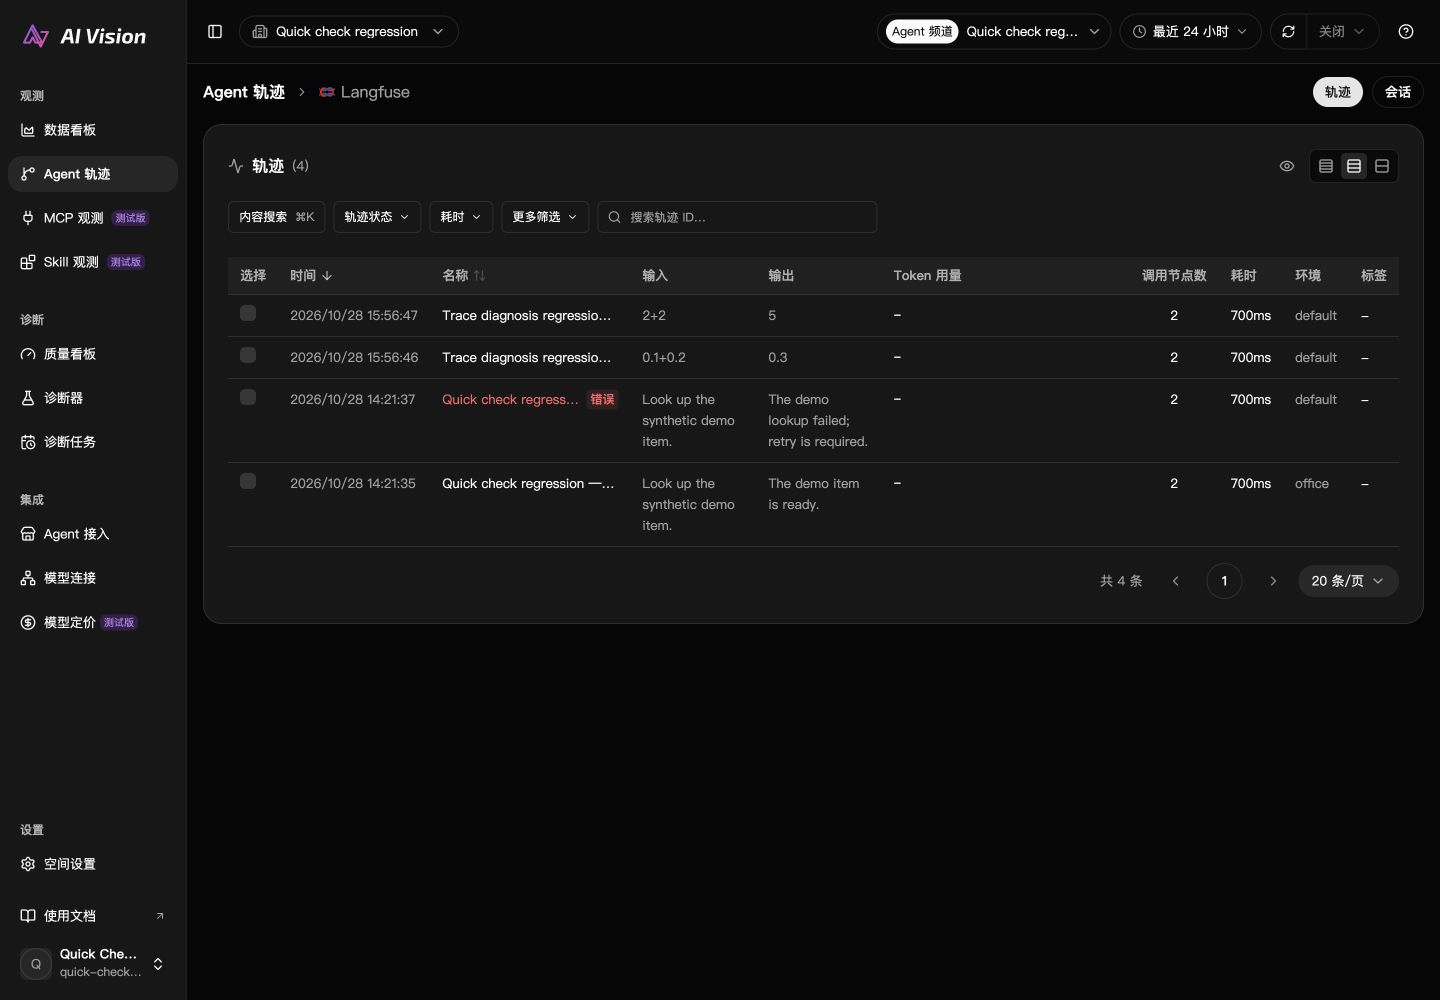 AI Vision
观测
数据看板
Agent 轨迹
MCP 观测 测试版
Skill 观测 测试版
诊断
质量看板
诊断器
诊断任务
集成
Agent 接入
模型连接
模型定价 测试版
设置
空间设置
使用文档
Q
Quick Che...
quick-check...
Quick check regression
Agent 频道 Quick check reg...
最近 24 小时
关闭
Agent 轨迹 > Langfuse
轨迹 会话
轨迹 (4)
内容搜索 ⌘K 轨迹状态 耗时 更多筛选 搜索轨迹 ID...
选择 时间 ↓ 名称 ↑↓ 输入 输出 Token 用量 调用节点数 耗时 环境 标签
2026/10/28 15:56:47 Trace diagnosis regressio... 2+2 5 – 2 700ms default –
2026/10/28 15:56:46 Trace diagnosis regressio... 0.1+0.2 0.3 – 2 700ms default –
2026/10/28 14:21:37 Quick check regress... 错误 Look up the The demo – 2 700ms default –
synthetic demo lookup failed;
item. retry is required.
2026/10/28 14:21:35 Quick check regression —... Look up the The demo item – 2 700ms office –
synthetic demo is ready.
item.
共 4 条 < 1 > 20 条/页